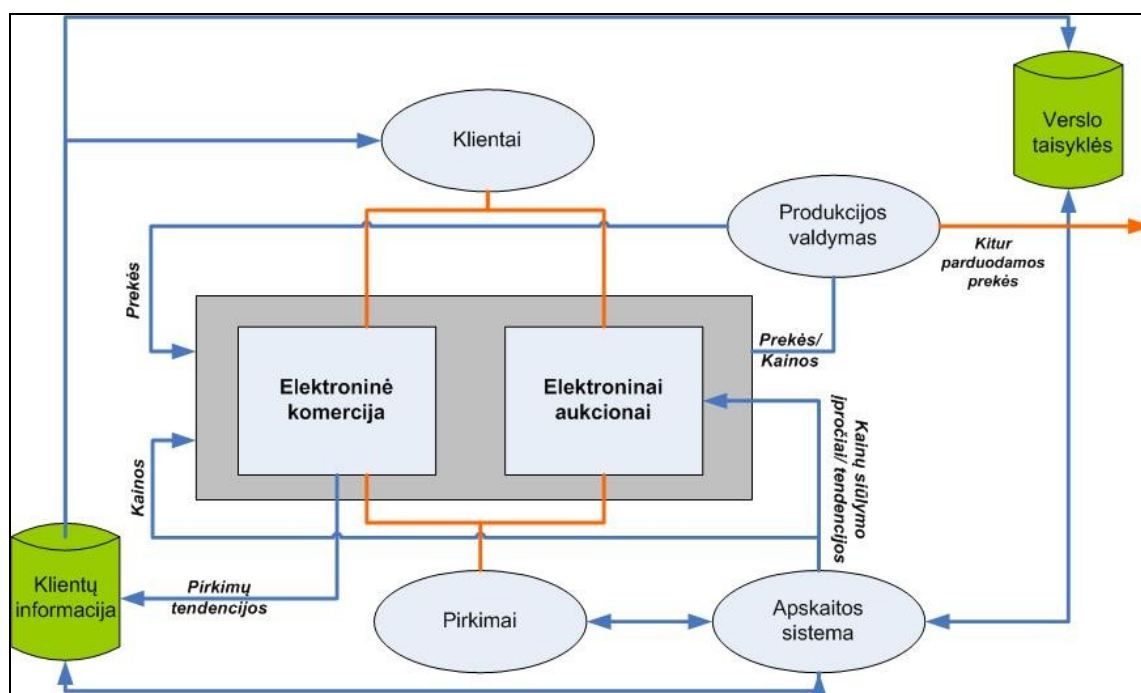 Verslo
taisyklės
Klientai
Produkcijos
valdymas
Kitur
parduodamos
prekės
Prekės
Prekės/
Kainos
Elektroninė
komercija
Elektroninai
aukcionai
Kainų siūlymo
įpročiai/ tendencijos
Kainos
Klientų
informacija
Pirkimų
tendencijos
Pirkimai
Apskaitos
sistema